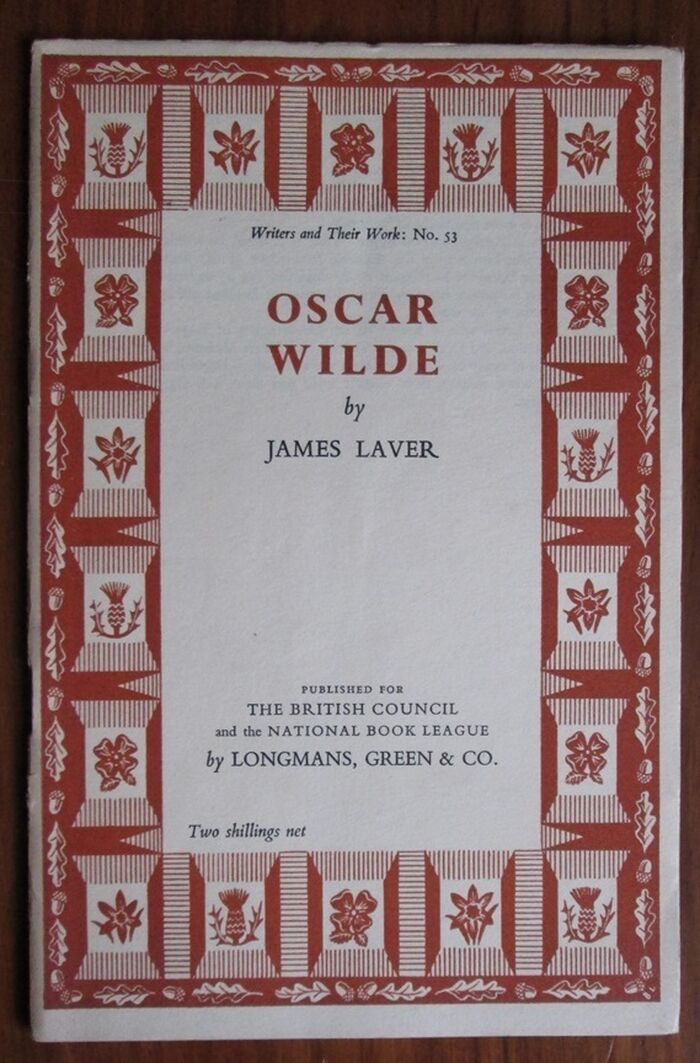 Writers and Their Work: No. 53
OSCAR
WILDE
by
JAMES LAVER
PUBLISHED FOR
THE BRITISH COUNCIL
and the NATIONAL BOOK LEAGUE
by LONGMANS, GREEN & CO.
Two shillings net